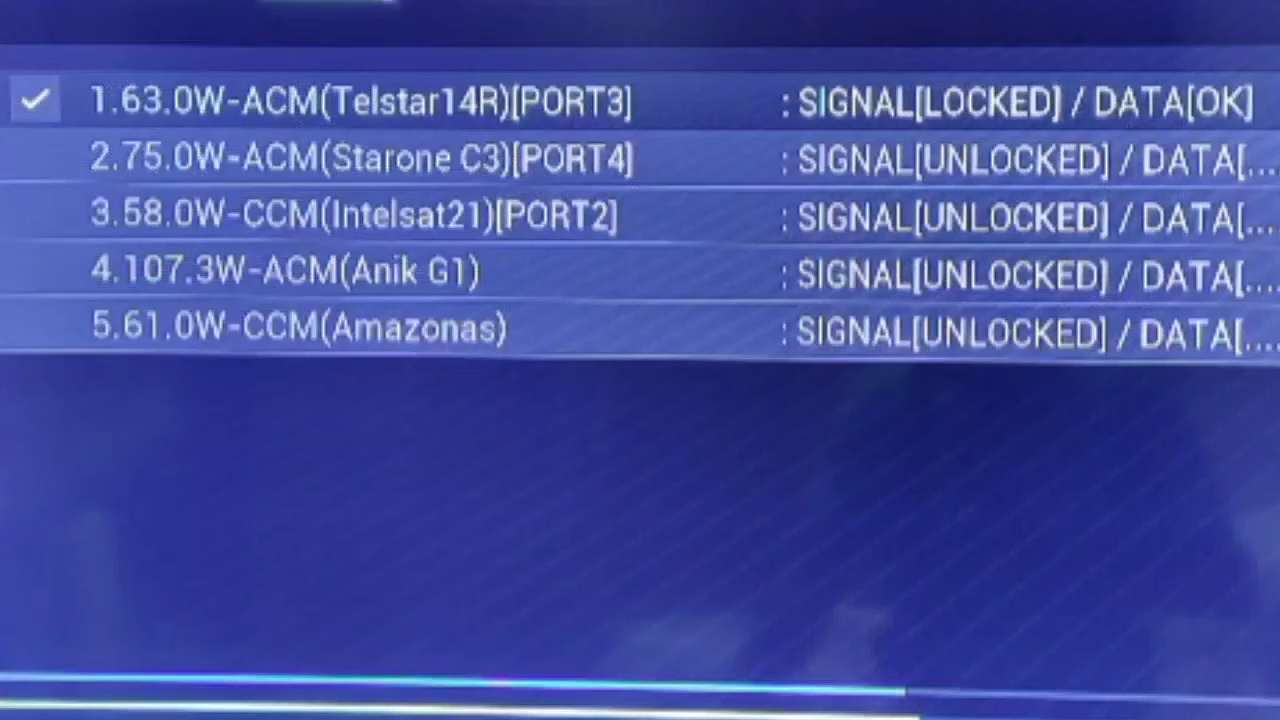 1.63.0W-ACM(Telstar14R)[PORT3] : SIGNAL[LOCKED] / DATA[OK]
2.75.0W-ACM(Starone C3)[PORT4] : SIGNAL[UNLOCKED] / DATA[...
3.58.0W-CCM(Intelsat21)[PORT2] : SIGNAL[UNLOCKED] / DATA[...
4.107.3W-ACM(Anik G1) : SIGNAL[UNLOCKED] / DATA[....
5.61.0W-CCM(Amazonas) : SIGNAL[UNLOCKED] / DATA[....